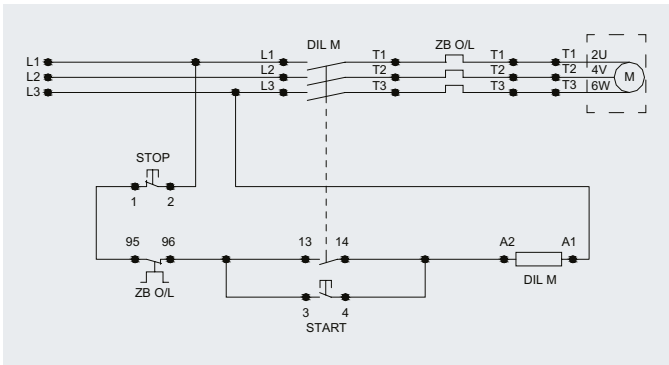 DIL M ZB O/L
L1 L1 T1 T1 T1 2U
L2 L2 T2 T2 T2 4V M
L3 L3 T3 T3 T3 6W
STOP
1 2
95 96 13 14 A2 A1
ZB O/L DIL M
3 4
START